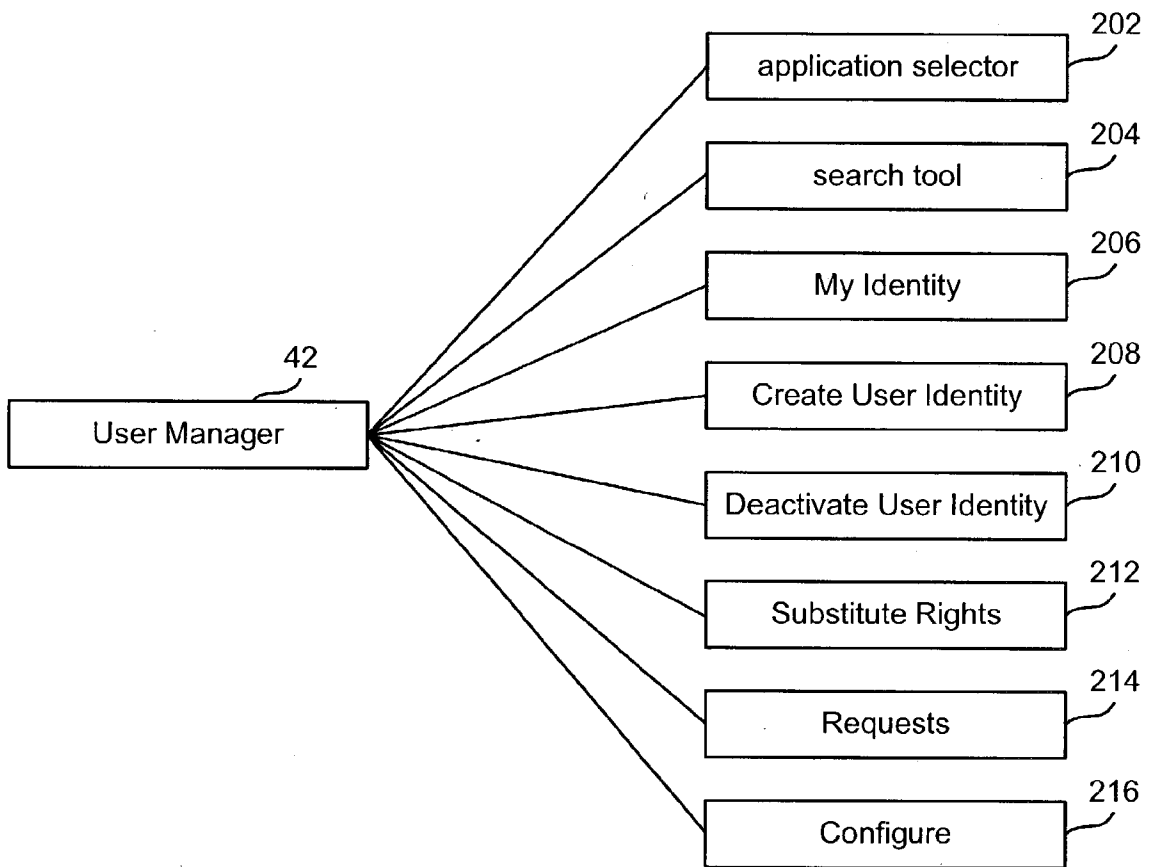 202
application selector
204
search tool
206
My Identity
42
208
User Manager
Create User Identity
210
Deactivate User Identity
212
Substitute Rights
214
Requests
216
Configure